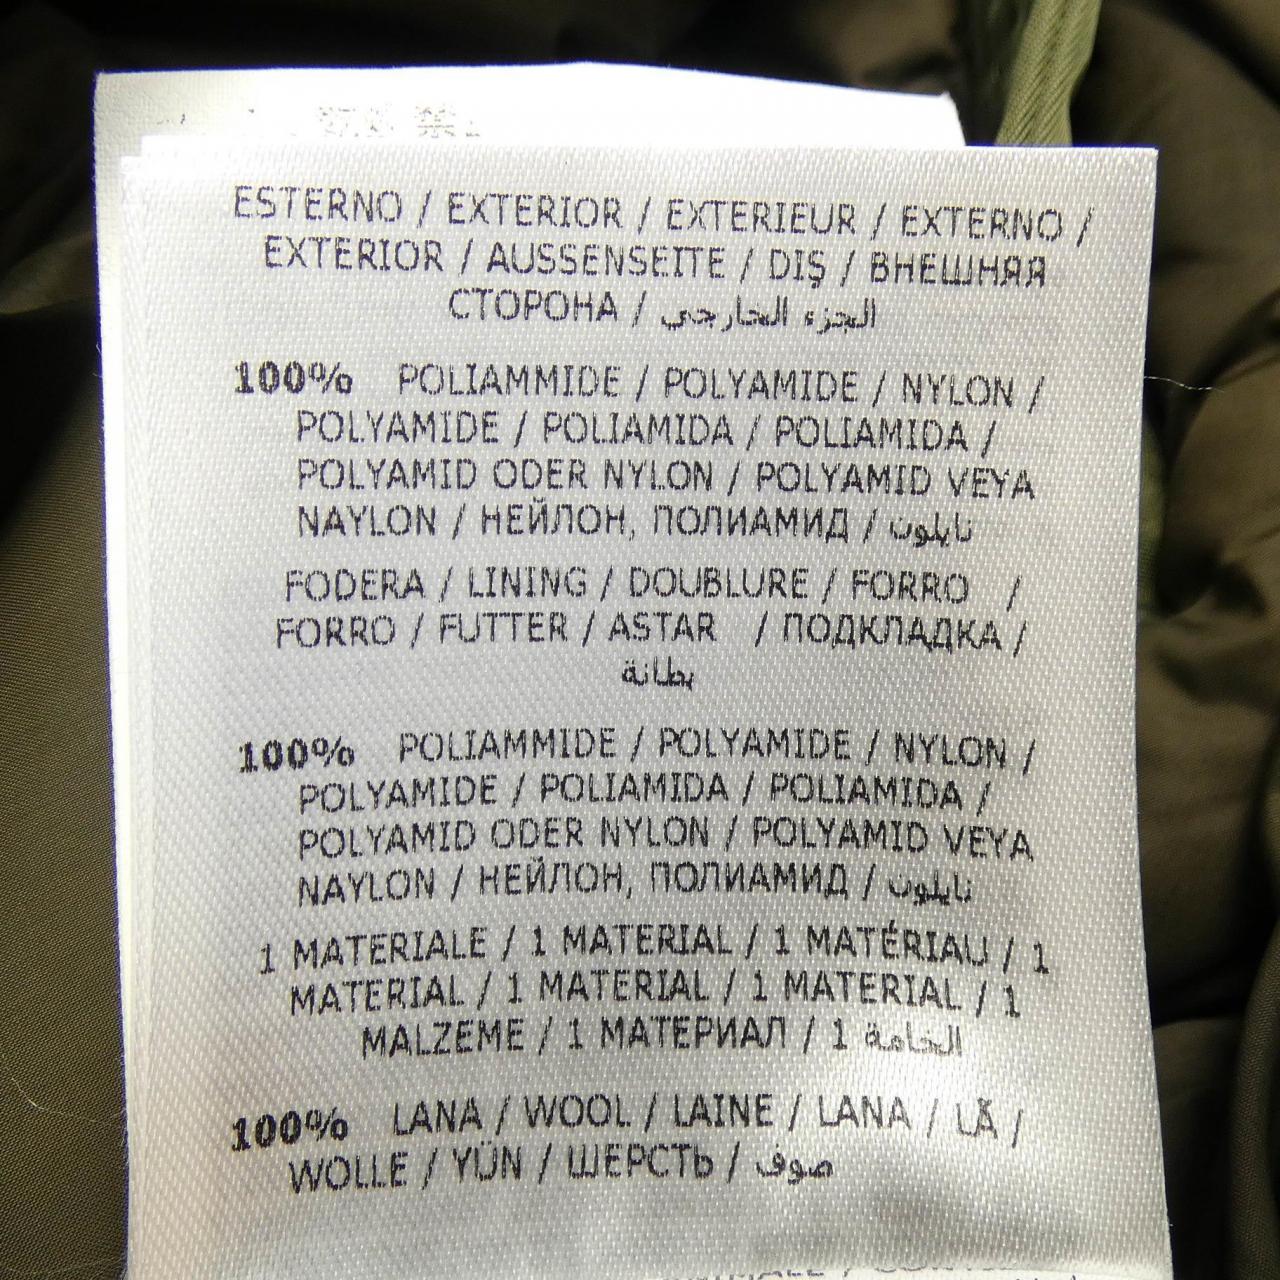 ESTERNO / EXTERIOR / EXTERIEUR / EXTERNO /
EXTERIOR / AUSSENSEITE / DIŞ / ВНЕШНЯЯ
СТОРОНА / الجزء الخارجي
100% POLIAMMIDE / POLYAMIDE / NYLON /
POLYAMIDE / POLIAMIDA / POLIAMIDA /
POLYAMID ODER NYLON / POLYAMID VEYA
NAYLON / НЕЙЛОН, ПОЛИАМИД / نايلون
FODERA / LINING / DOUBLURE / FORRO /
FORRO / FUTTER / ASTAR / ПОДКЛАДКА /
بطانة
100% POLIAMMIDE / POLYAMIDE / NYLON /
POLYAMIDE / POLIAMIDA / POLIAMIDA /
POLYAMID ODER NYLON / POLYAMID VEYA
NAYLON / НЕЙЛОН, ПОЛИАМИД / نايلون
1 MATERIALE / 1 MATERIAL / 1 MATÉRIAU / 1
MATERIAL / 1 MATERIAL / 1 MATERIAL / 1
MALZEME / 1 МАТЕРИАЛ / 1 الخامة
100% LANA / WOOL / LAINE / LANA / LÃ /
WOLLE / YÜN / ШЕРСТЬ / صوف